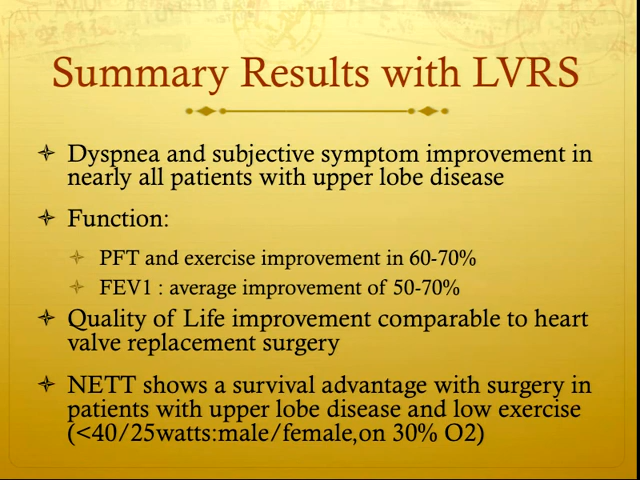 Summary Results with LVRS
Dyspnea and subjective symptom improvement in
nearly all patients with upper lobe disease
Function:
PFT and exercise improvement in 60-70%
FEV1 : average improvement of 50-70%
Quality of Life improvement comparable to heart
valve replacement surgery
NETT shows a survival advantage with surgery in
patients with upper lobe disease and low exercise
(<40/25watts:male/female,on 30% O2)